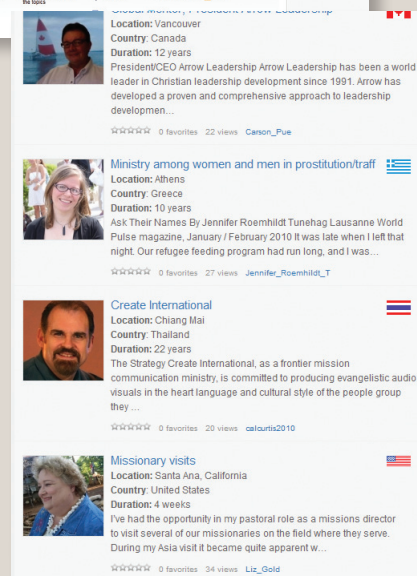 the topics
Global Mentor, President Arrow Leadership
Location: Vancouver
Country: Canada
Duration: 12 years
President/CEO Arrow Leadership Arrow Leadership has been a world
leader in Christian leadership development since 1991. Arrow has
developed a proven and comprehensive approach to leadership
developmen...
0 favorites 22 views Carson_Pue
Ministry among women and men in prostitution/traff
Location: Athens
Country: Greece
Duration: 10 years
Ask Their Names By Jennifer Roemhildt Tunehag Lausanne World
Pulse magazine, January / February 2010 It was late when I left that
night. Our refugee feeding program had run long, and I was...
0 favorites 27 views Jennifer_Roemhildt_T
Create International
Location: Chiang Mai
Country: Thailand
Duration: 22 years
The Strategy Create International, as a frontier mission
communication ministry, is committed to producing evangelistic audio
visuals in the heart language and cultural style of the people group
they ...
0 favorites 20 views calcurtis2010
Missionary visits
Location: Santa Ana, California
Country: United States
Duration: 4 weeks
I've had the opportunity in my pastoral role as a missions director
to visit several of our missionaries on the field where they serve.
During my Asia visit it became quite apparent w...
0 favorites 34 views Liz_Gold